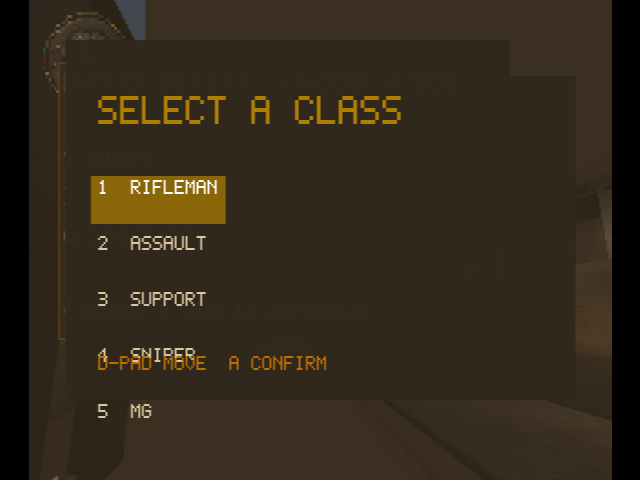 SELECT A CLASS
1 RIFLEMAN
2 ASSAULT
3 SUPPORT
4 SNIPER
D-PAD MOVE A CONFIRM
5 MG